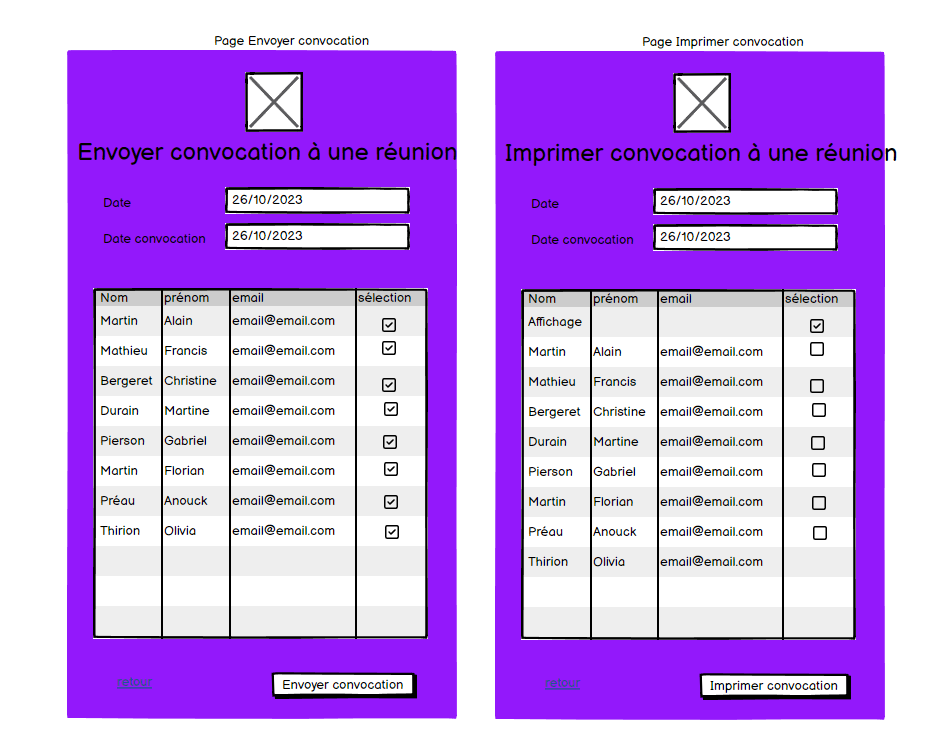 Page Envoyer convocation
Envoyer convocation à une réunion
Date 26/10/2023
Date convocation 26/10/2023
Nom prénom email sélection
Martin Alain email@email.com
Mathieu Francis email@email.com
Bergeret Christine email@email.com
Durain Martine email@email.com
Pierson Gabriel email@email.com
Martin Florian email@email.com
Préau Anouck email@email.com
Thirion Olivia email@email.com
retour Envoyer convocation
Page Imprimer convocation
Imprimer convocation à une réunion
Date 26/10/2023
Date convocation 26/10/2023
Nom prénom email sélection
Affichage
Martin Alain email@email.com
Mathieu Francis email@email.com
Bergeret Christine email@email.com
Durain Martine email@email.com
Pierson Gabriel email@email.com
Martin Florian email@email.com
Préau Anouck email@email.com
Thirion Olivia email@email.com
retour Imprimer convocation